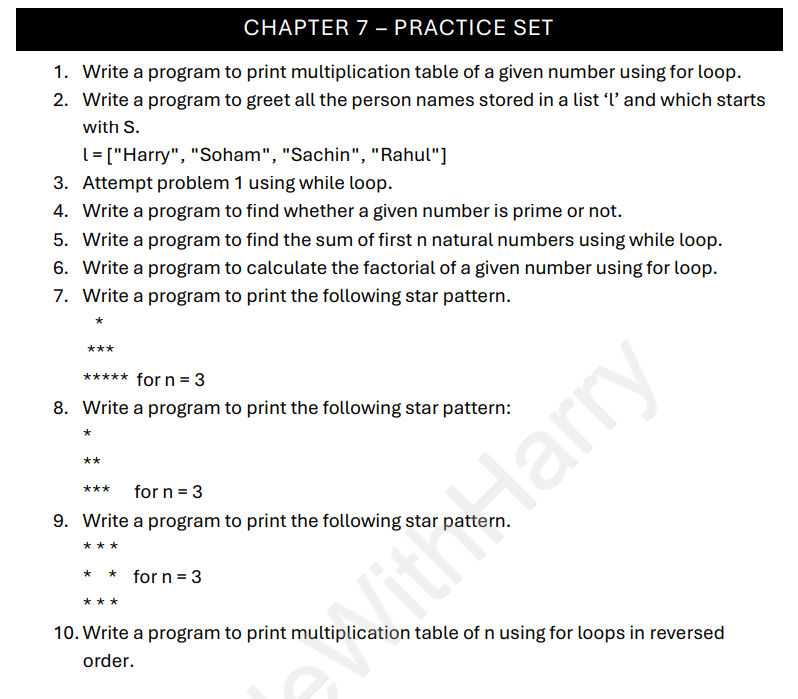 CHAPTER 7 – PRACTICE SET
1. Write a program to print multiplication table of a given number using for loop.
2. Write a program to greet all the person names stored in a list ‘l’ and which starts
with S.
l = ["Harry", "Soham", "Sachin", "Rahul"]
3. Attempt problem 1 using while loop.
4. Write a program to find whether a given number is prime or not.
5. Write a program to find the sum of first n natural numbers using while loop.
6. Write a program to calculate the factorial of a given number using for loop.
7. Write a program to print the following star pattern.
*
***
***** for n = 3
8. Write a program to print the following star pattern:
*
**
*** for n = 3
9. Write a program to print the following star pattern.
* * *
* * for n = 3
* * *
10. Write a program to print multiplication table of n using for loops in reversed
order.
deWithHarry